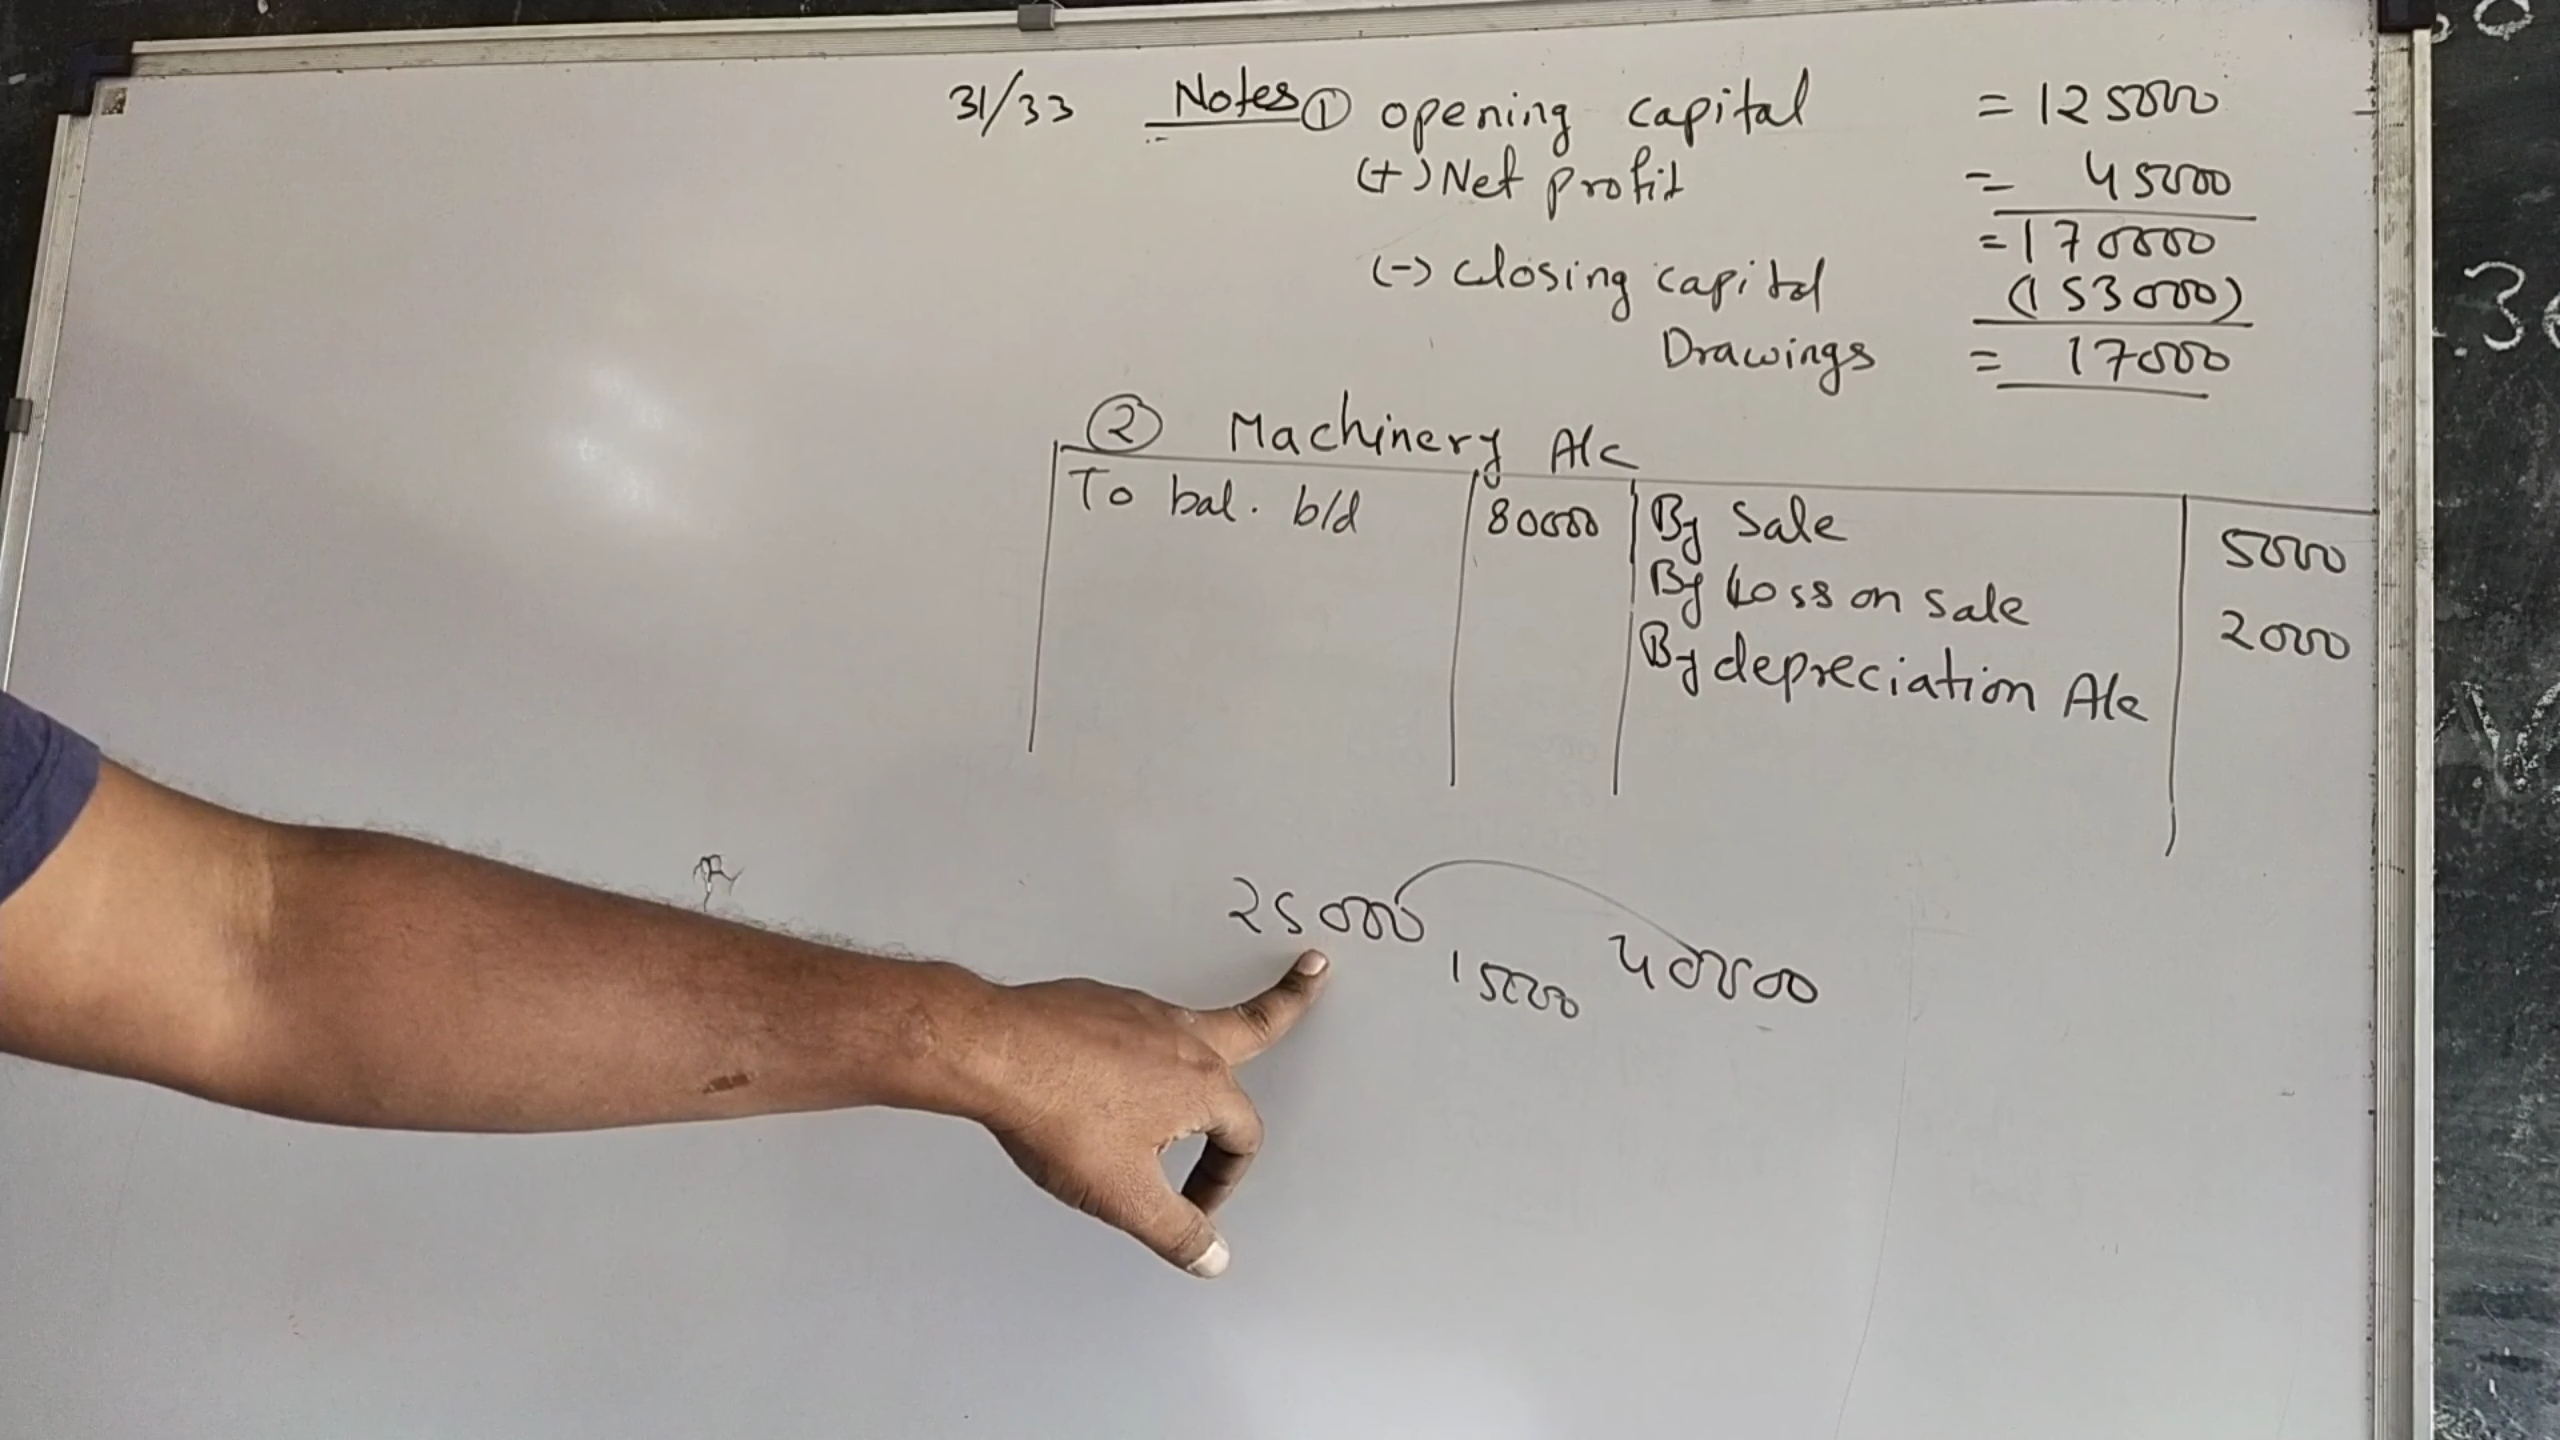 31/33 Notes ① opening capital = 125000
(+) Net profit = 45000
= 170000
(-) closing capital (153000)
Drawings = 17000
② Machinery A/c
To bal. b/d 80000 By Sale 5000
By Loss on sale 2000
By depreciation A/c
25000 15000 40000